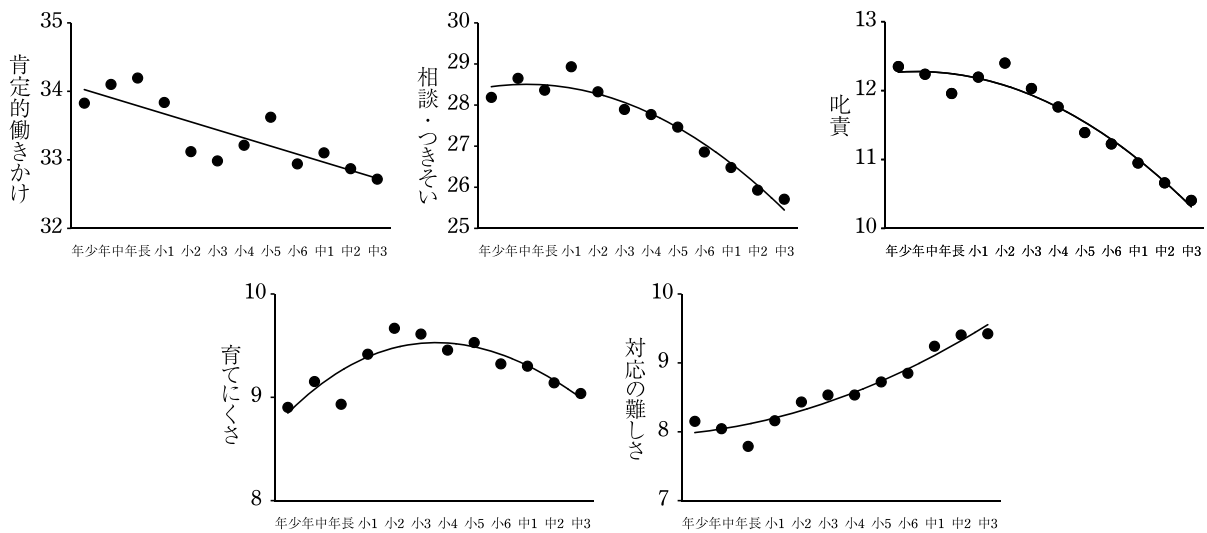 肯定的働きかけ
35
34
33
32
年少 年中 年長 小1 小2 小3 小4 小5 小6 中1 中2 中3
相談・つきそい
30
29
28
27
26
25
年少 年中 年長 小1 小2 小3 小4 小5 小6 中1 中2 中3
叱責
13
12
11
10
年少 年中 年長 小1 小2 小3 小4 小5 小6 中1 中2 中3
育てにくさ
10
9
8
年少 年中 年長 小1 小2 小3 小4 小5 小6 中1 中2 中3
対応の難しさ
10
9
8
7
年少 年中 年長 小1 小2 小3 小4 小5 小6 中1 中2 中3